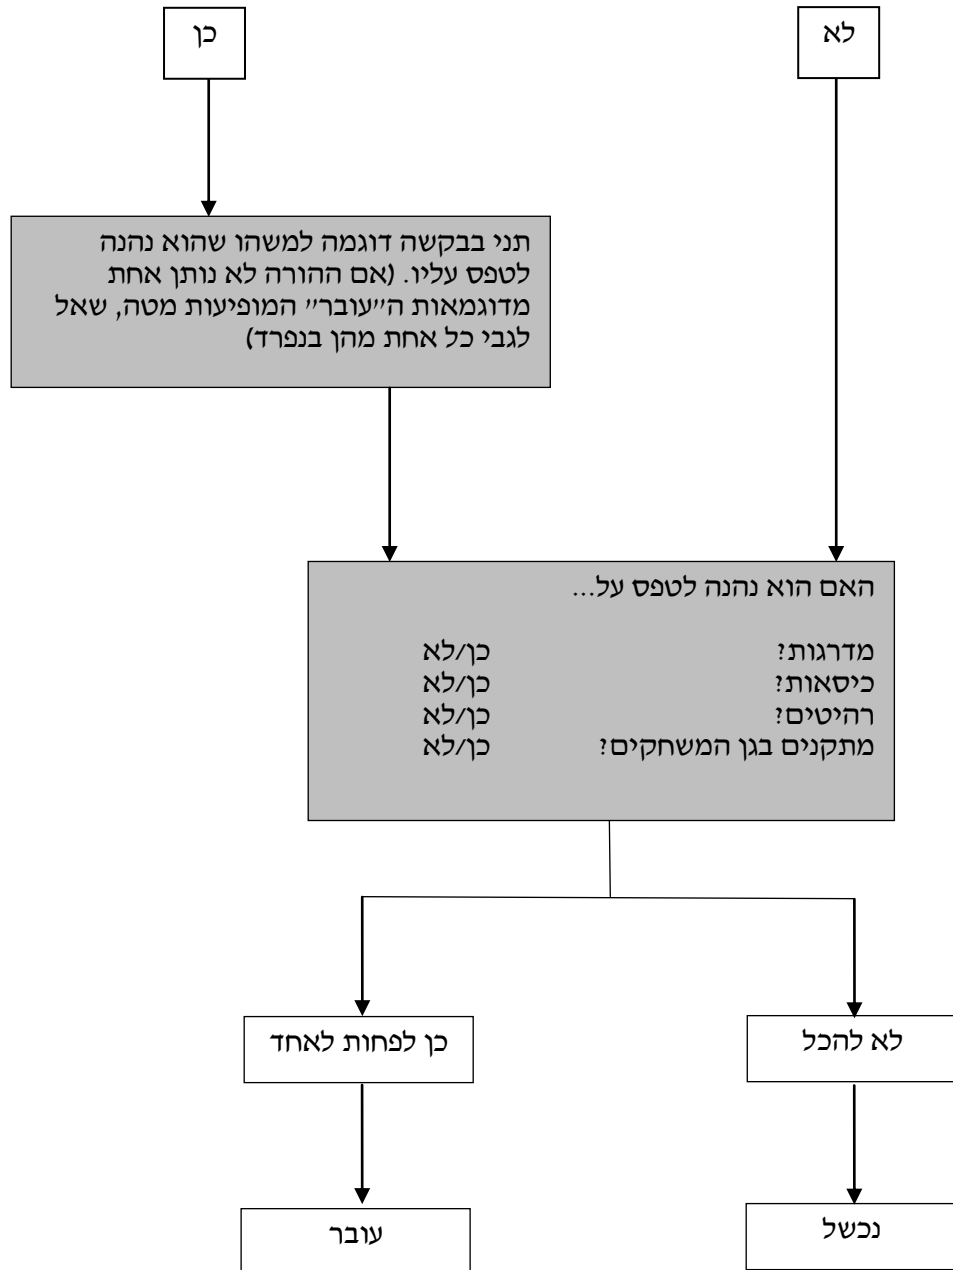 כן
לא
תני בבקשה דוגמה למשהו שהוא נהנה
לטפס עליו. (אם ההורה לא נותן אחת
מדוגמאות ה״עובר״ המופיעות מטה, שאל
לגבי כל אחת מהן בנפרד)
האם הוא נהנה לטפס על...
מדרגות? כן/לא
כיסאות? כן/לא
רהיטים? כן/לא
מתקנים בגן המשחקים? כן/לא
כן לפחות לאחד
לא להכל
עובר
נכשל